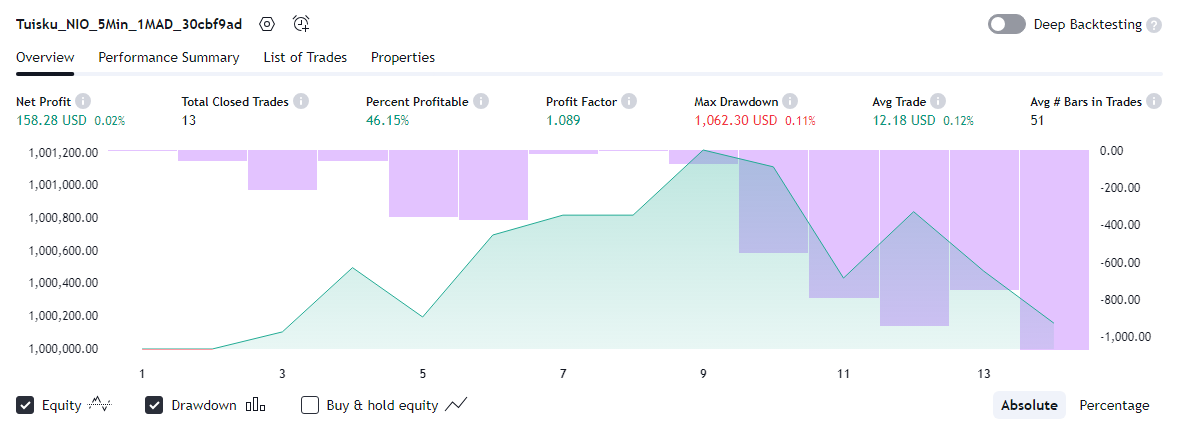 Tuisku_NIO_5Min_1MAD_30cbf9ad Deep Backtesting ?
Overview Performance Summary List of Trades Properties
Net Profit i Total Closed Trades i Percent Profitable i Profit Factor i Max Drawdown i Avg Trade i Avg # Bars in Trades i
158.28 USD 0.02% 13 46.15% 1.089 1,062.30 USD 0.11% 12.18 USD 0.12% 51
1,001,200.00 0.00
1,001,000.00 -200.00
1,000,800.00 -400.00
1,000,600.00 -600.00
1,000,400.00 -800.00
1,000,200.00 -1,000.00
1,000,000.00
1 3 5 7 9 11 13
Equity Drawdown Buy & hold equity Absolute Percentage